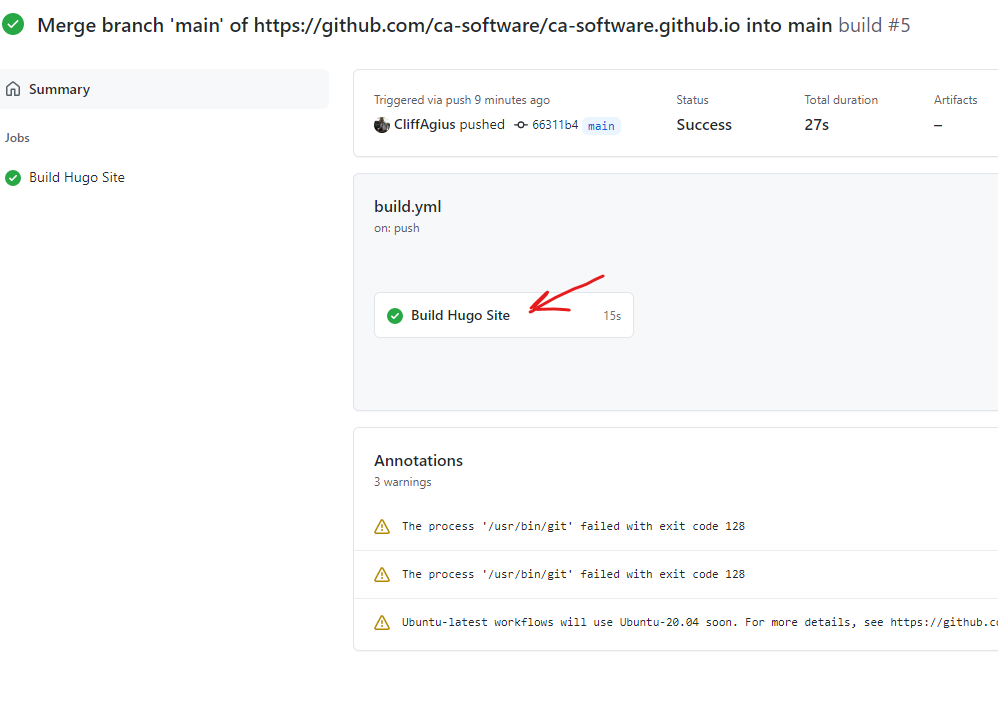 Merge branch 'main' of https://github.com/ca-software/ca-software.github.io into main build #5
Summary
Jobs
Build Hugo Site
Triggered via push 9 minutes ago
CliffAgius pushed 66311b4 main
Status
Success
Total duration
27s
Artifacts
–
build.yml
on: push
Build Hugo Site 15s
Annotations
3 warnings
The process '/usr/bin/git' failed with exit code 128
The process '/usr/bin/git' failed with exit code 128
Ubuntu-latest workflows will use Ubuntu-20.04 soon. For more details, see https://github.co